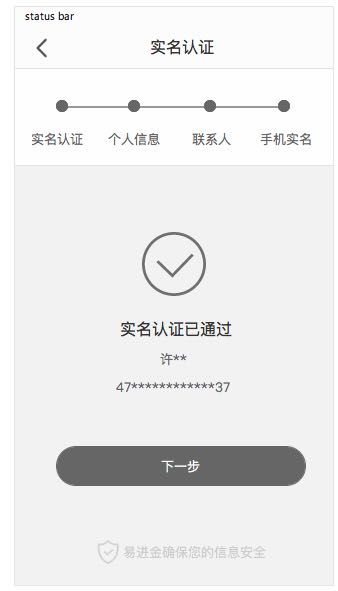 status bar
实名认证
实名认证 个人信息 联系人 手机实名
实名认证已通过
许**
47************37
下一步
易进金确保您的信息安全